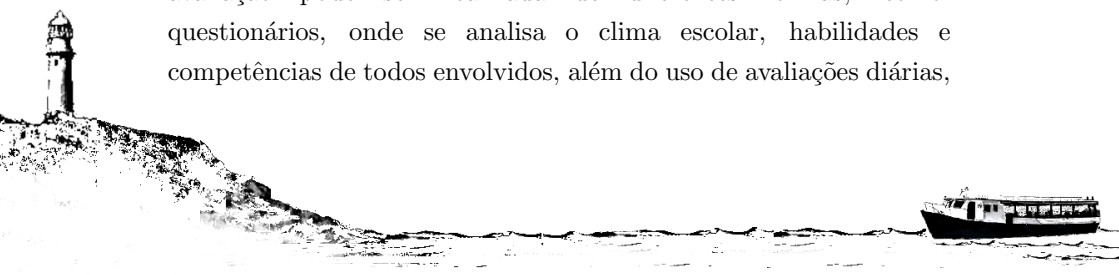 questionários, onde se analisa o clima escolar, habilidades e
competências de todos envolvidos, além do uso de avaliações diárias,